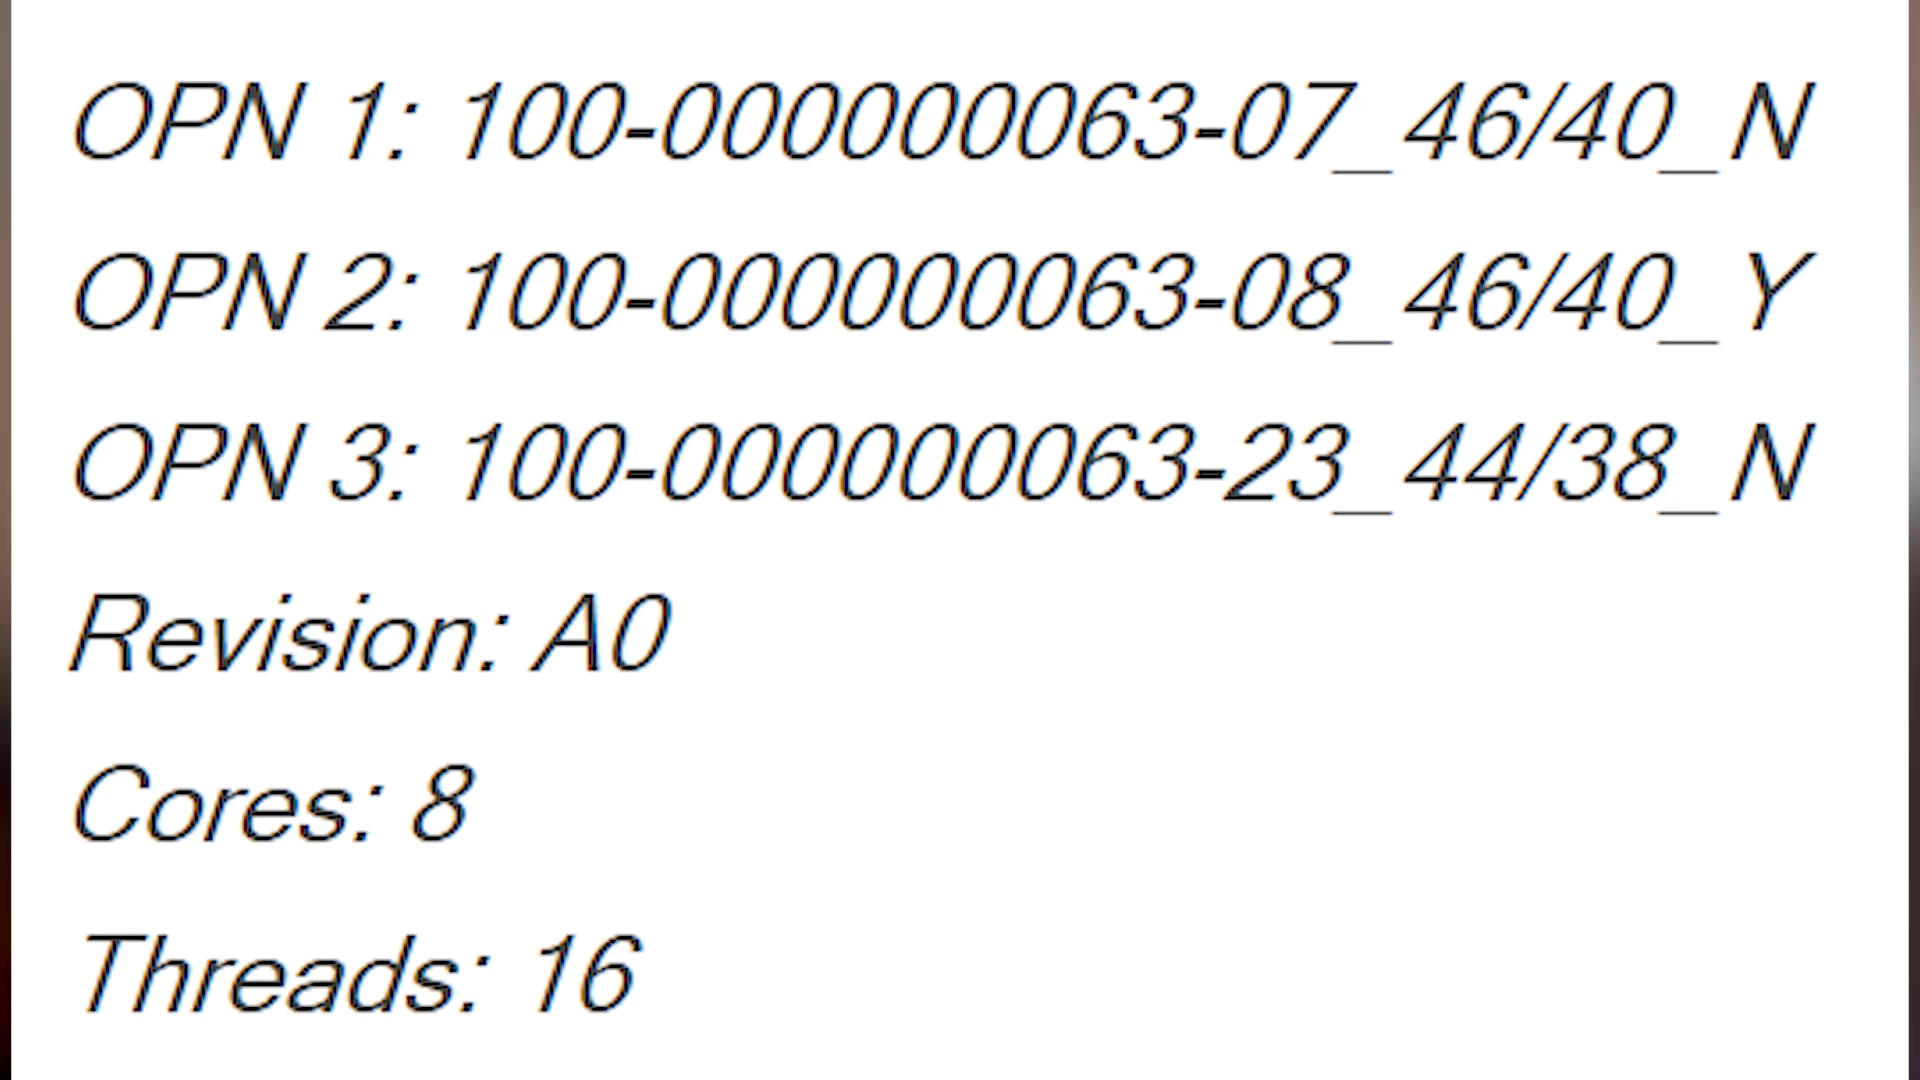 OPN 1: 100-000000063-07_46/40_N
OPN 2: 100-000000063-08_46/40_Y
OPN 3: 100-000000063-23_44/38_N
Revision: A0
Cores: 8
Threads: 16